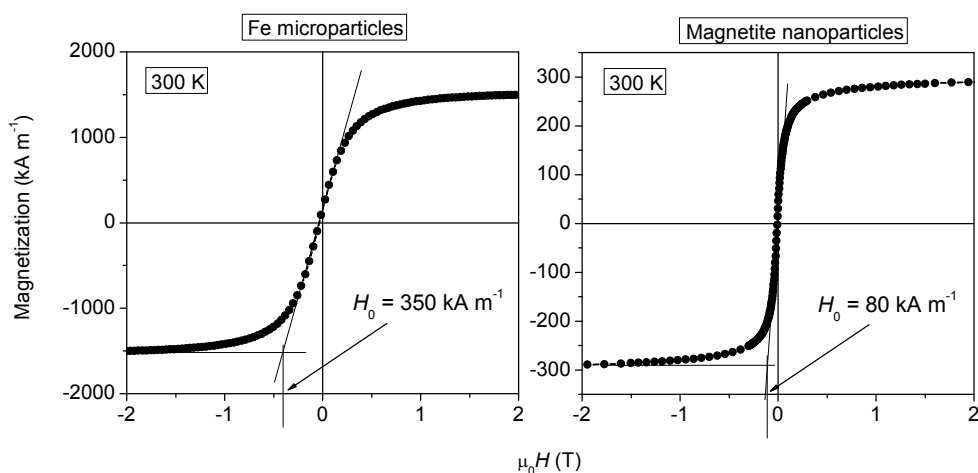 Fe microparticles
Magnetite nanoparticles
300 K
300 K
Magnetization (kA m⁻¹)
2000
1000
0
-1000
-2000
300
200
100
0
-100
-200
-300
H₀ = 350 kA m⁻¹
H₀ = 80 kA m⁻¹
-2 -1 0 1 2
-2 -1 0 1 2
μ₀H (T)